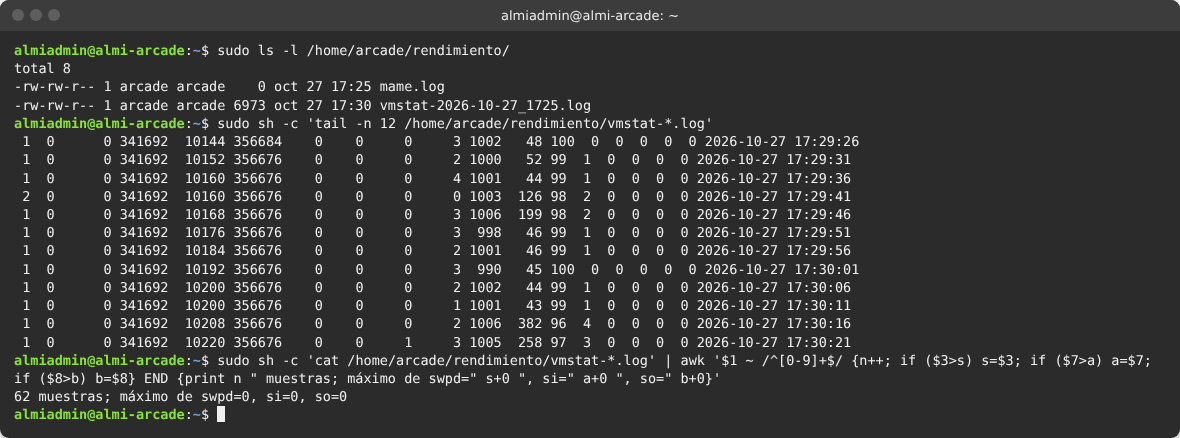 almiadmin@almi-arcade: ~
almiadmin@almi-arcade:~$ sudo ls -l /home/arcade/rendimiento/
total 8
-rw-rw-r-- 1 arcade arcade    0 oct 27 17:25 mame.log
-rw-rw-r-- 1 arcade arcade 6973 oct 27 17:30 vmstat-2026-10-27_1725.log
almiadmin@almi-arcade:~$ sudo sh -c 'tail -n 12 /home/arcade/rendimiento/vmstat-*.log'
 1  0      0 341692  10144 356684    0    0     0     3 1002   48 100  0  0  0  0  0 2026-10-27 17:29:26
 1  0      0 341692  10152 356676    0    0     0     2 1000   52 99  1  0  0  0  0 2026-10-27 17:29:31
 1  0      0 341692  10160 356676    0    0     0     4 1001   44 99  1  0  0  0  0 2026-10-27 17:29:36
 2  0      0 341692  10160 356676    0    0     0     0 1003  126 98  2  0  0  0  0 2026-10-27 17:29:41
 1  0      0 341692  10168 356676    0    0     0     3 1006  199 98  2  0  0  0  0 2026-10-27 17:29:46
 1  0      0 341692  10176 356676    0    0     0     3  998   46 99  1  0  0  0  0 2026-10-27 17:29:51
 1  0      0 341692  10184 356676    0    0     0     2 1001   46 99  1  0  0  0  0 2026-10-27 17:29:56
 1  0      0 341692  10192 356676    0    0     0     3  990   45 100  0  0  0  0  0 2026-10-27 17:30:01
 1  0      0 341692  10200 356676    0    0     0     2 1002   44 99  1  0  0  0  0 2026-10-27 17:30:06
 1  0      0 341692  10200 356676    0    0     0     1 1001   43 99  1  0  0  0  0 2026-10-27 17:30:11
 1  0      0 341692  10208 356676    0    0     0     2 1006  382 96  4  0  0  0  0 2026-10-27 17:30:16
 1  0      0 341692  10220 356676    0    0     1     3 1005  258 97  3  0  0  0  0 2026-10-27 17:30:21
almiadmin@almi-arcade:~$ sudo sh -c 'cat /home/arcade/rendimiento/vmstat-*.log' | awk '$1 ~ /^[0-9]+$/ {n++; if ($3>s) s=$3; if ($7>a) a=$7;
if ($8>b) b=$8} END {print n " muestras; máximo de swpd=" s+0 ", si=" a+0 ", so=" b+0}'
62 muestras; máximo de swpd=0, si=0, so=0
almiadmin@almi-arcade:~$